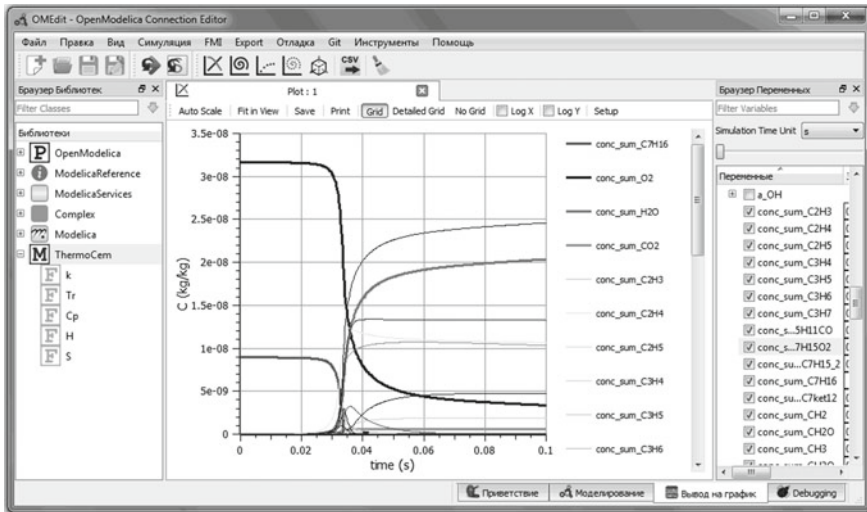 OMEdit - OpenModelica Connection Editor
Файл Правка Вид Симуляция FMI Export Отладка Git Инструменты Помощь
CSV
Браузер Библиотек
Filter Classes
Библиотеки
P OpenModelica
ModelicaReference
ModelicaServices
Complex
Modelica
M ThermoCem
F k
F Tr
F Cp
F H
F S
Plot : 1
Auto Scale Fit in View Save Print Grid Detailed Grid No Grid Log X Log Y Setup
3.5e-08
3e-08
2.5e-08
2e-08
1.5e-08
1e-08
5e-09
0
C (kg/kg)
0 0.02 0.04 0.06 0.08 0.1
time (s)
conc_sum_C7H16
conc_sum_O2
conc_sum_H2O
conc_sum_CO2
conc_sum_C2H3
conc_sum_C2H4
conc_sum_C2H5
conc_sum_C3H4
conc_sum_C3H5
conc_sum_C3H6
Браузер Переменных
Filter Variables
Simulation Time Unit s
Переменные
a_OH
conc_sum_C2H3
conc_sum_C2H4
conc_sum_C2H5
conc_sum_C3H4
conc_sum_C3H5
conc_sum_C3H6
conc_sum_C3H7
conc_s...5H11CO
conc_s...7H15O2
conc_su...C7H15_2
conc_sum_C7H16
conc_su...C7ket12
conc_sum_CH2
conc_sum_CH2O
conc_sum_CH3
Приветствие Моделирование Вывод на график Debugging